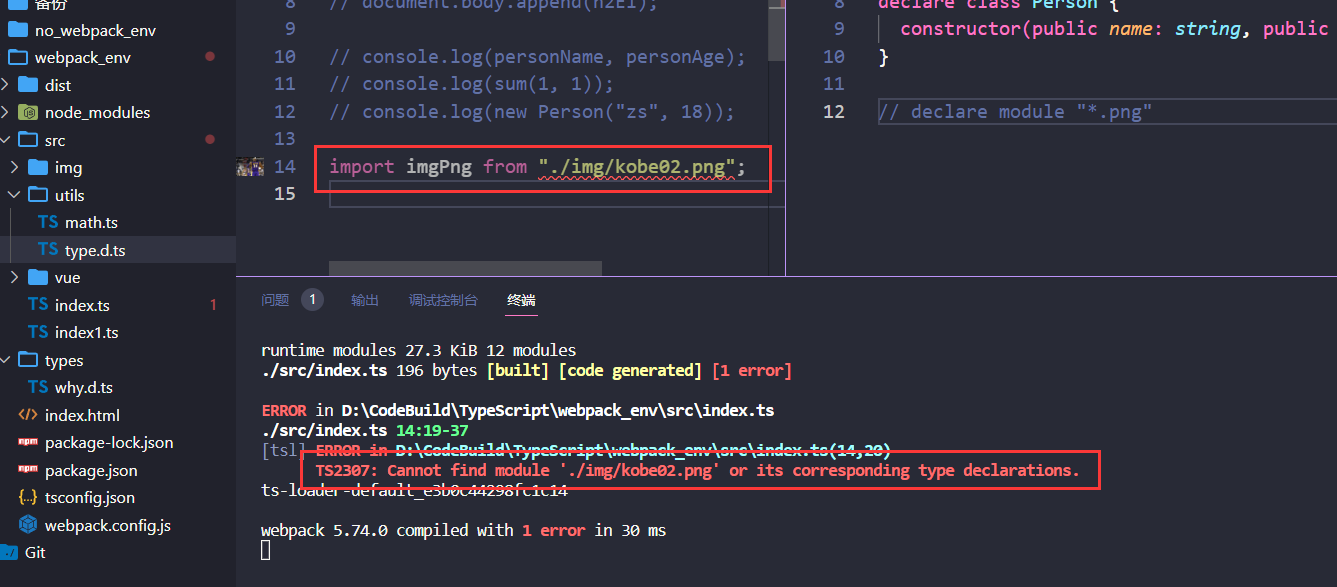 备份
no_webpack_env
webpack_env
dist
node_modules
src
img
utils
TS math.ts
TS type.d.ts
vue
TS index.ts 1
TS index1.ts
types
TS why.d.ts
index.html
npm package-lock.json
npm package.json
{..} tsconfig.json
webpack.config.js
Git
8 // document.body.append(h2El);
9
10 // console.log(personName, personAge);
11 // console.log(sum(1, 1));
12 // console.log(new Person("zs", 18));
13
14 import imgPng from "./img/kobe02.png";
15
8 declare class Person {
9 constructor(public name: string, public
10 }
11
12 // declare module "*.png"
问题 1 输出 调试控制台 终端
runtime modules 27.3 KiB 12 modules
./src/index.ts 196 bytes [built] [code generated] [1 error]
ERROR in D:\CodeBuild\TypeScript\webpack_env\src\index.ts
./src/index.ts 14:19-37
[tsl] ERROR in D:\CodeBuild\TypeScript\webpack_env\src\index.ts(14,20)
TS2307: Cannot find module './img/kobe02.png' or its corresponding type declarations.
ts-loader-default_e3b0c44298fc1c14
webpack 5.74.0 compiled with 1 error in 30 ms